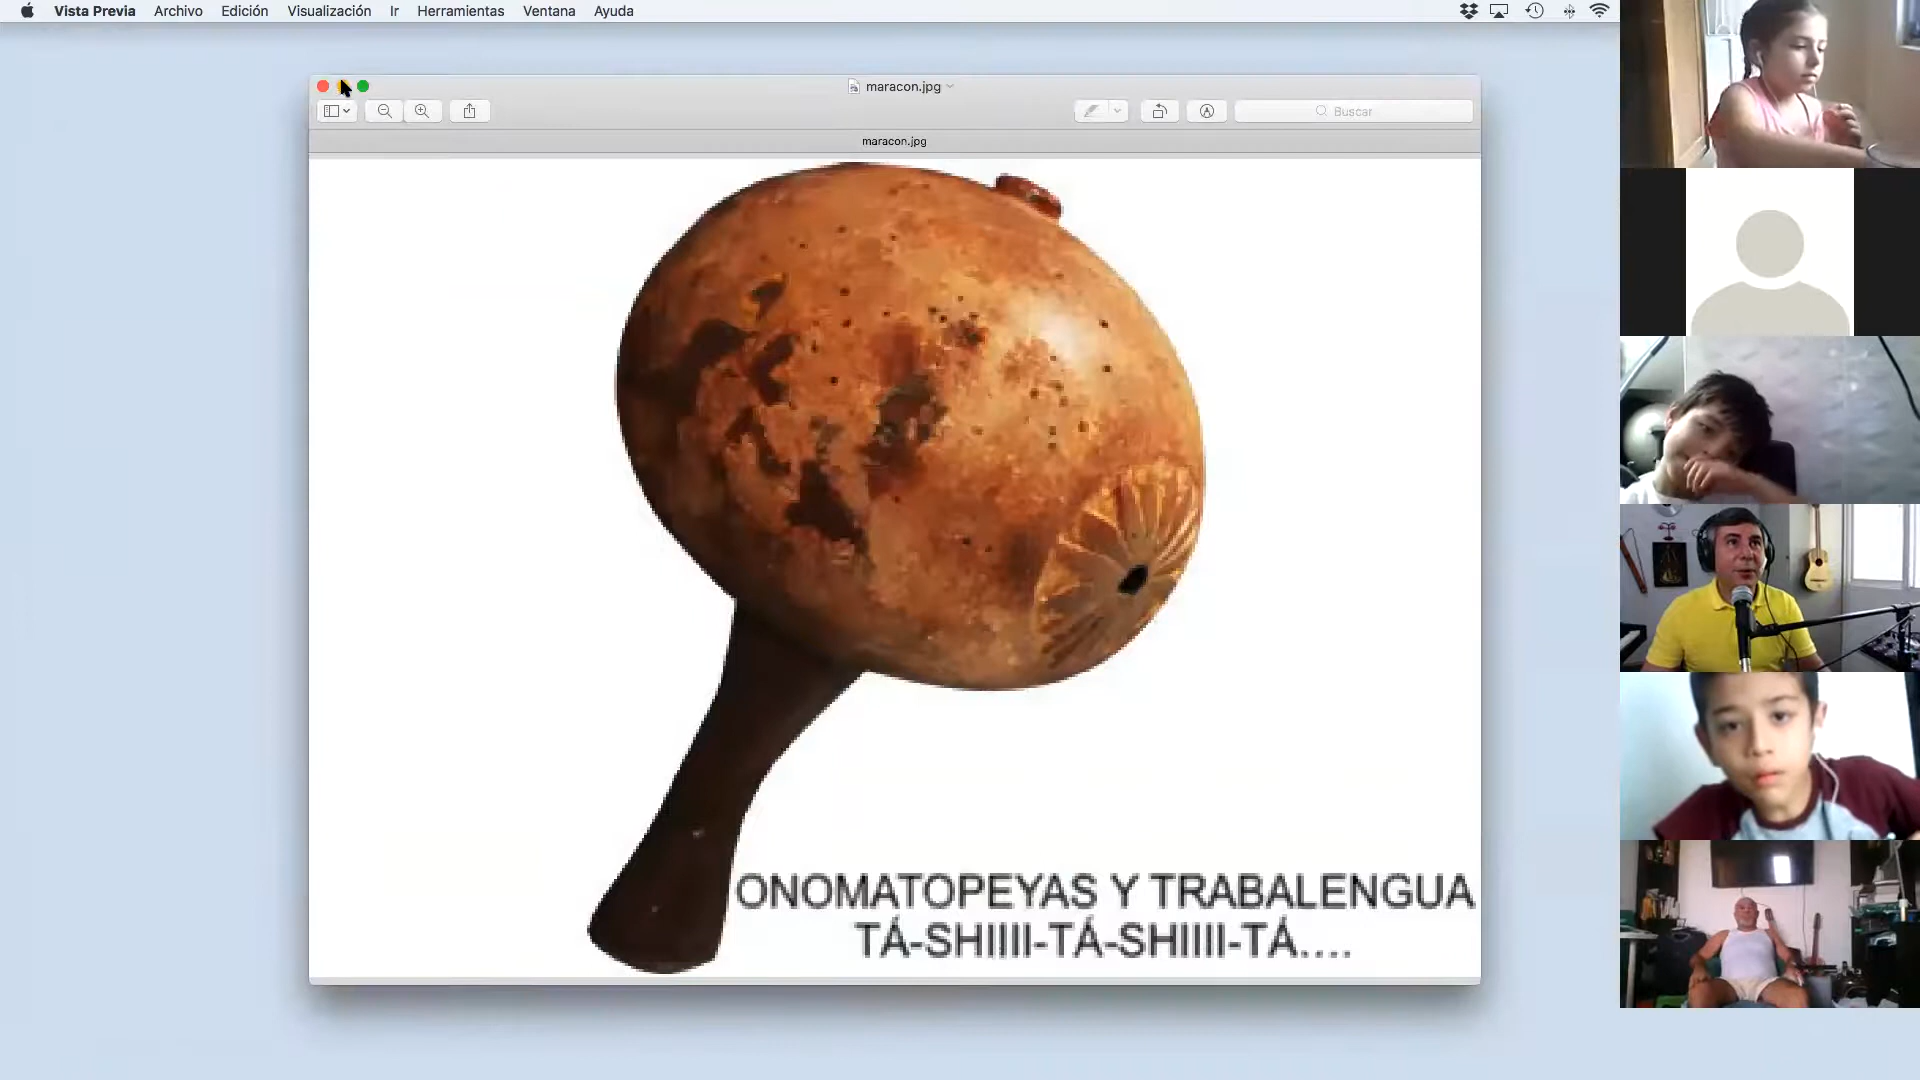 Vista Previa Archivo Edición Visualización Ir Herramientas Ventana Ayuda
maracon.jpg
Buscar
maracon.jpg
ONOMATOPEYAS Y TRABALENGUA
TÁ-SHIIII-TÁ-SHIIII-TÁ....